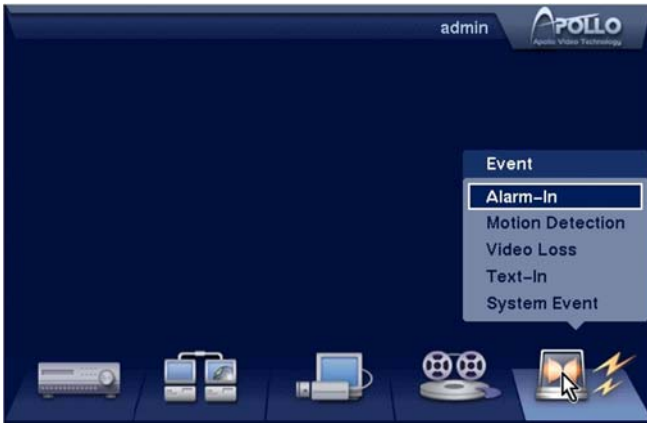 admin
APOLLO
Apollo Video Technology
Event
Alarm-In
Motion Detection
Video Loss
Text-In
System Event